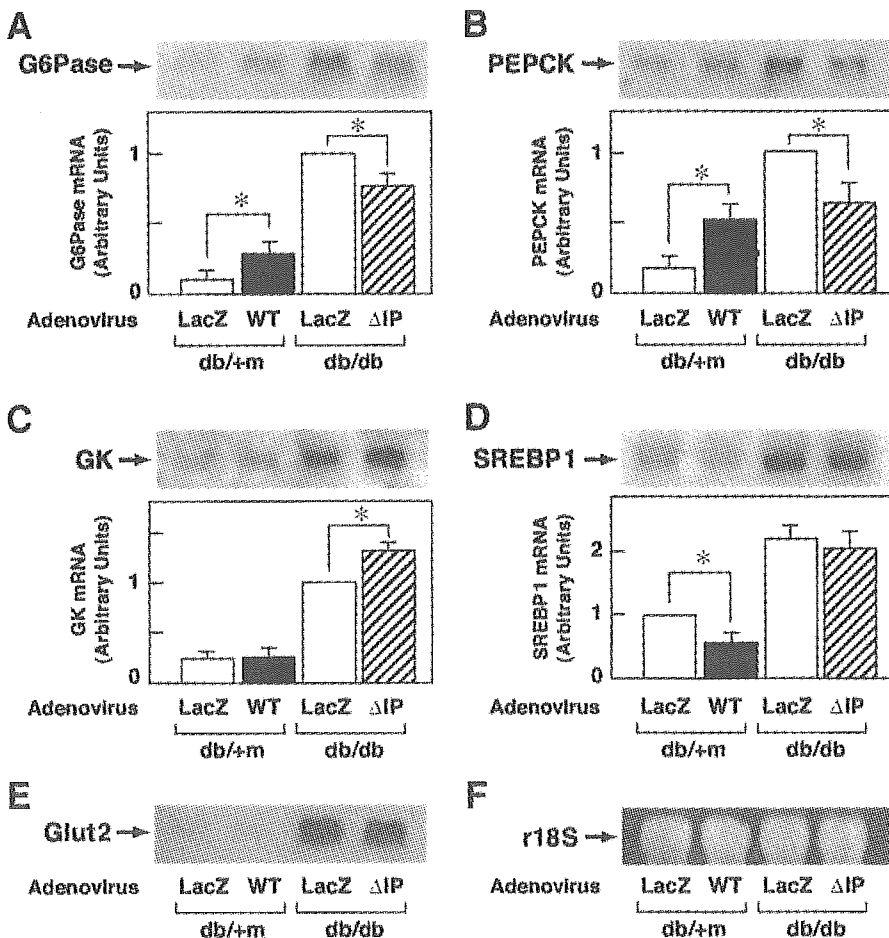 A
G6Pase
G6Pase mRNA
(Arbitrary Units)
1
0
*
*
Adenovirus LacZ WT LacZ ΔIP
db/+m db/db
B
PEPCK
PEPCK mRNA
(Arbitrary Units)
1
0
*
*
Adenovirus LacZ WT LacZ ΔIP
db/+m db/db
C
GK
GK mRNA
(Arbitrary Units)
1
0
*
Adenovirus LacZ WT LacZ ΔIP
db/+m db/db
D
SREBP1
SREBP1 mRNA
(Arbitrary Units)
2
1
0
*
Adenovirus LacZ WT LacZ ΔIP
db/+m db/db
E
Glut2
Adenovirus LacZ WT LacZ ΔIP
db/+m db/db
F
r18S
Adenovirus LacZ WT LacZ ΔIP
db/+m db/db